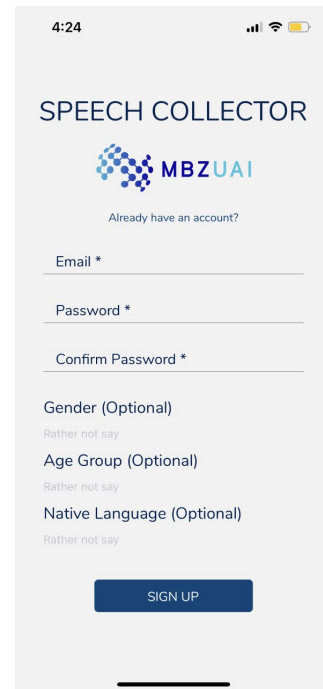 4:24
SPEECH COLLECTOR
MBZUAI
Already have an account?
Email *
Password *
Confirm Password *
Gender (Optional)
Rather not say
Age Group (Optional)
Rather not say
Native Language (Optional)
Rather not say
SIGN UP